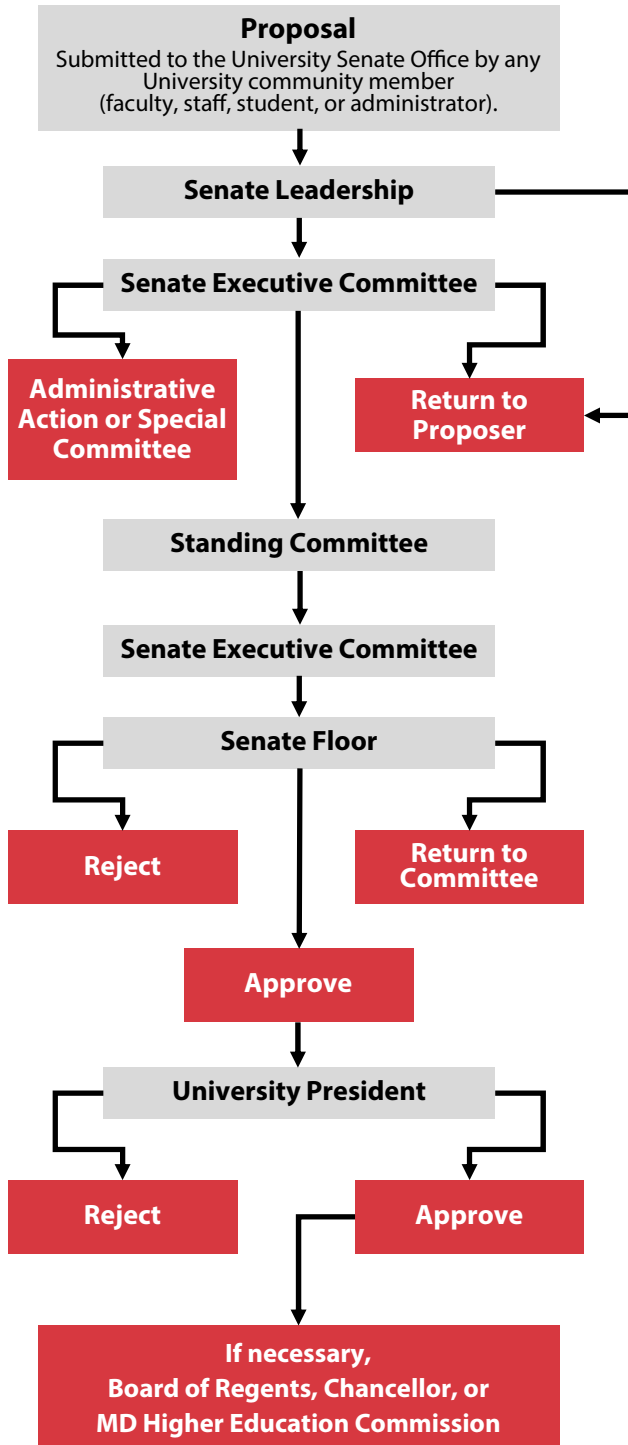 Proposal
Submitted to the University Senate Office by any
University community member
(faculty, staff, student, or administrator).
Senate Leadership
Senate Executive Committee
Administrative
Action or Special
Committee
Return to
Proposer
Standing Committee
Senate Executive Committee
Senate Floor
Reject
Return to
Committee
Approve
University President
Reject
Approve
If necessary,
Board of Regents, Chancellor, or
MD Higher Education Commission